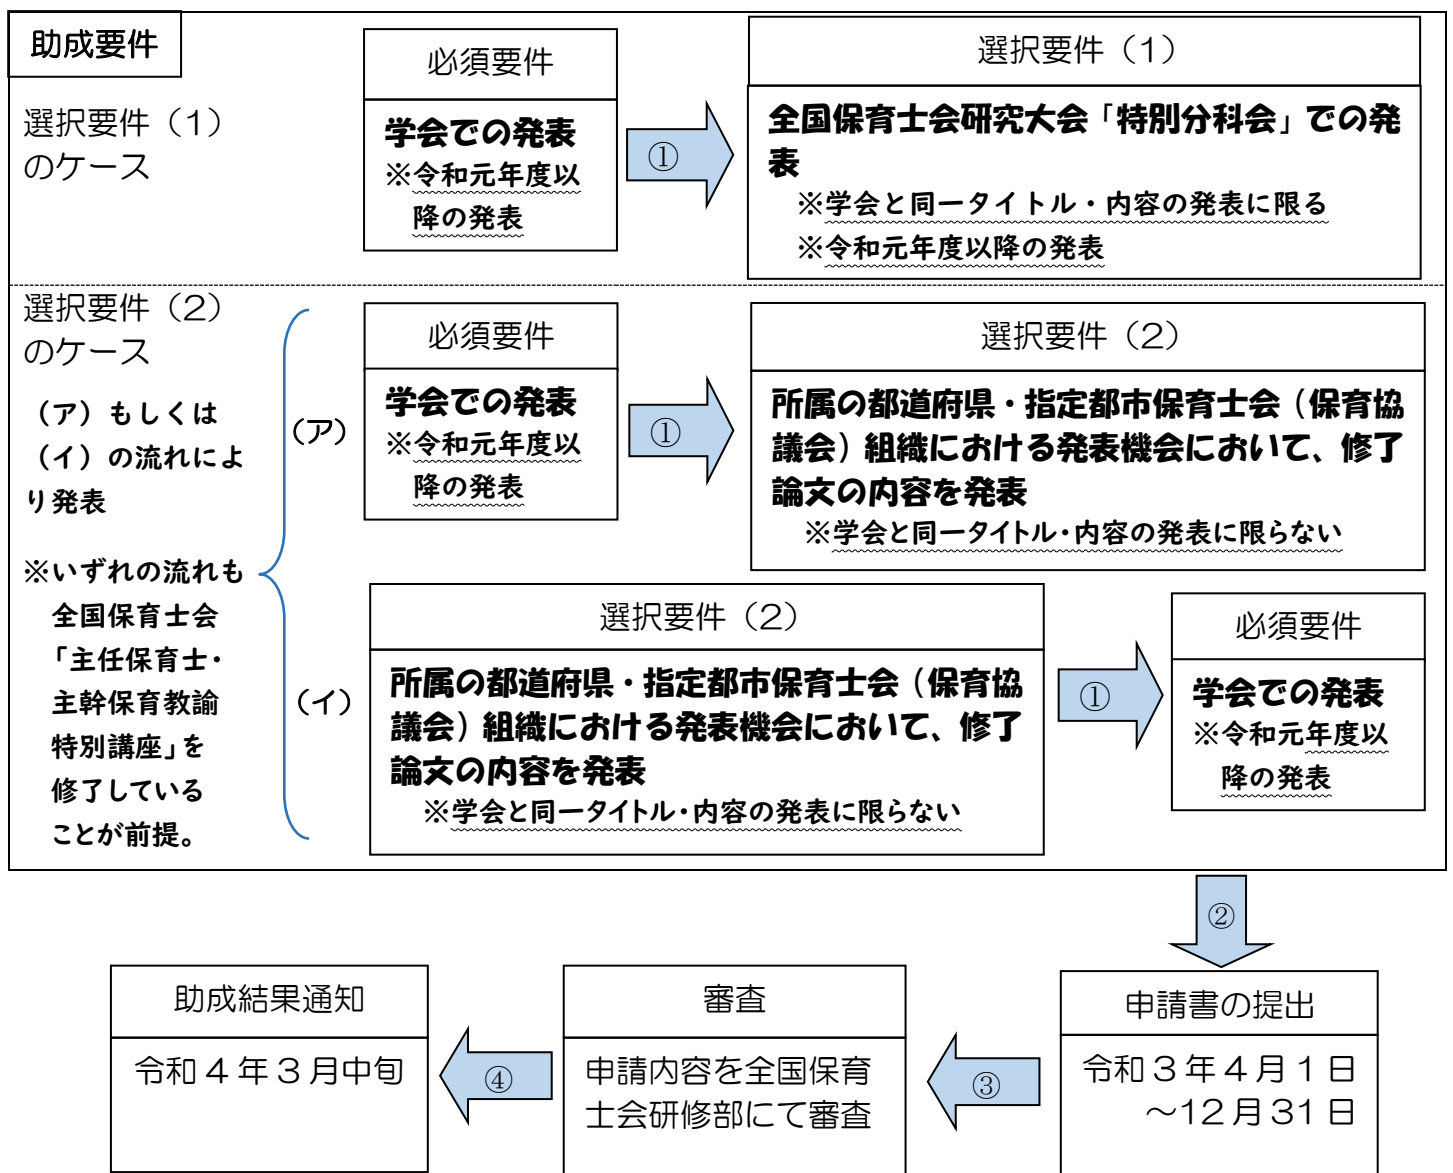 助成要件
選択要件（1）
のケース
必須要件
学会での発表
※令和元年度以
降の発表
①
選択要件（1）
全国保育士会研究大会「特別分科会」での発
表
※学会と同一タイトル・内容の発表に限る
※令和元年度以降の発表
選択要件（2）
のケース
（ア）もしくは
（イ）の流れによ
り発表
※いずれの流れも
全国保育士会
「主任保育士・
主幹保育教諭
特別講座」を
修了している
ことが前提。
（ア）
必須要件
学会での発表
※令和元年度以
降の発表
①
選択要件（2）
所属の都道府県・指定都市保育士会（保育協
議会）組織における発表機会において、修了
論文の内容を発表
※学会と同一タイトル・内容の発表に限らない
（イ）
選択要件（2）
所属の都道府県・指定都市保育士会（保育協
議会）組織における発表機会において、修了
論文の内容を発表
※学会と同一タイトル・内容の発表に限らない
①
必須要件
学会での発表
※令和元年度以
降の発表
②
申請書の提出
令和３年４月１日
～12月31日
③
審査
申請内容を全国保育
士会研修部にて審査
④
助成結果通知
令和４年３月中旬